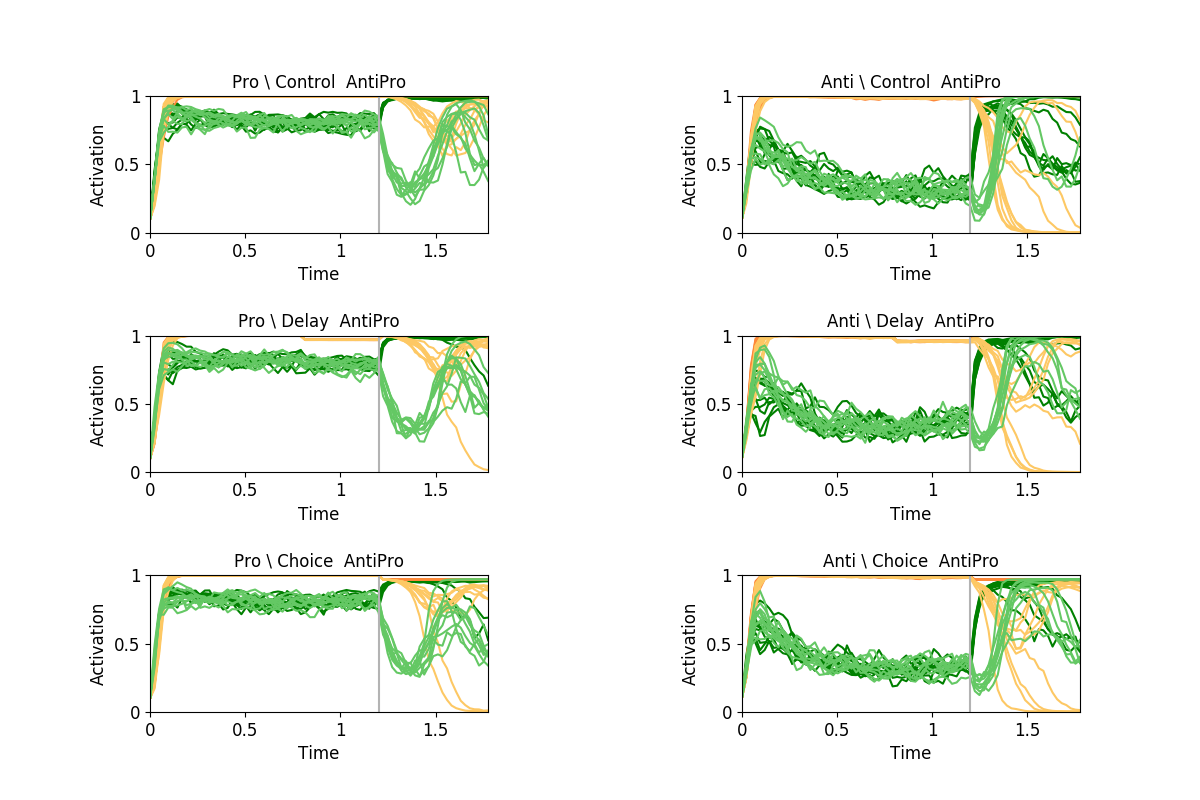 Pro \ Control  AntiPro
Anti \ Control  AntiPro
1
0.5
0
Activation
0
0.5
1
1.5
Time
1
0.5
0
Activation
0
0.5
1
1.5
Time
Pro \ Delay  AntiPro
Anti \ Delay  AntiPro
1
0.5
0
Activation
0
0.5
1
1.5
Time
1
0.5
0
Activation
0
0.5
1
1.5
Time
Pro \ Choice  AntiPro
Anti \ Choice  AntiPro
1
0.5
0
Activation
0
0.5
1
1.5
Time
1
0.5
0
Activation
0
0.5
1
1.5
Time